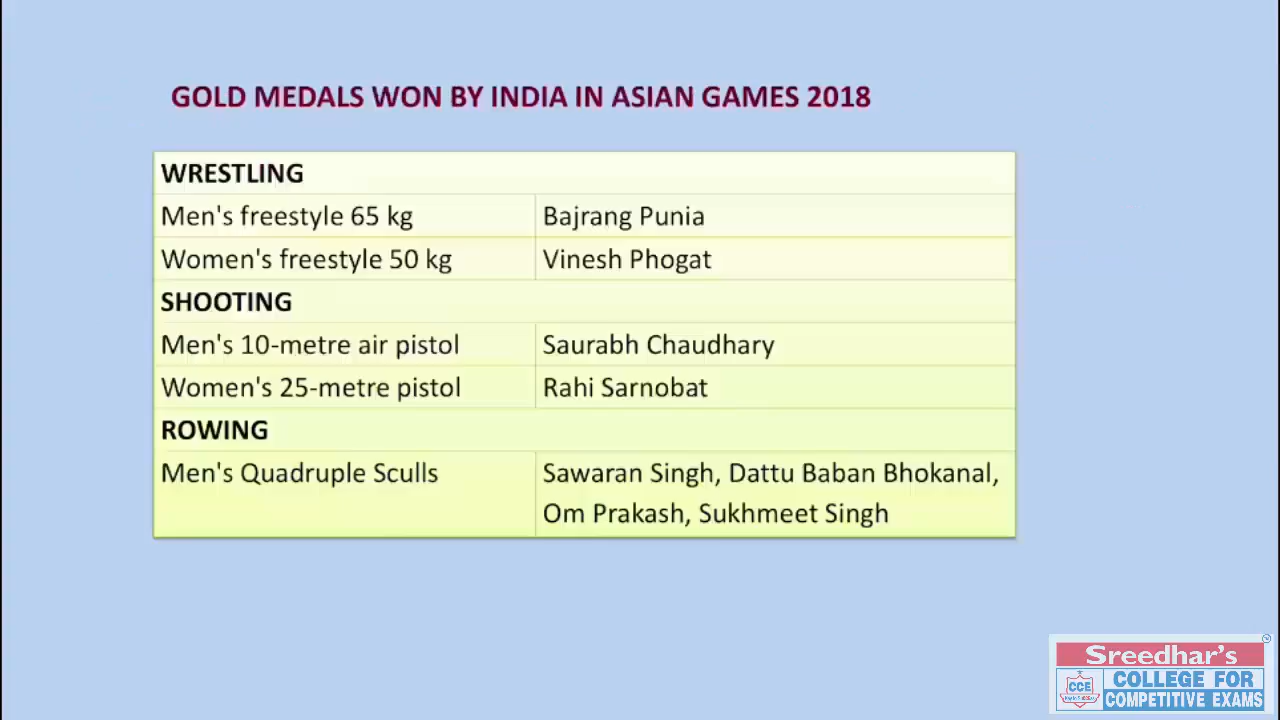 GOLD MEDALS WON BY INDIA IN ASIAN GAMES 2018
WRESTLING
Men's freestyle 65 kg Bajrang Punia
Women's freestyle 50 kg Vinesh Phogat
SHOOTING
Men's 10-metre air pistol Saurabh Chaudhary
Women's 25-metre pistol Rahi Sarnobat
ROWING
Men's Quadruple Sculls Sawaran Singh, Dattu Baban Bhokanal,
Om Prakash, Sukhmeet Singh
Sreedhar's
CCE
COLLEGE FOR
COMPETITIVE EXAMS